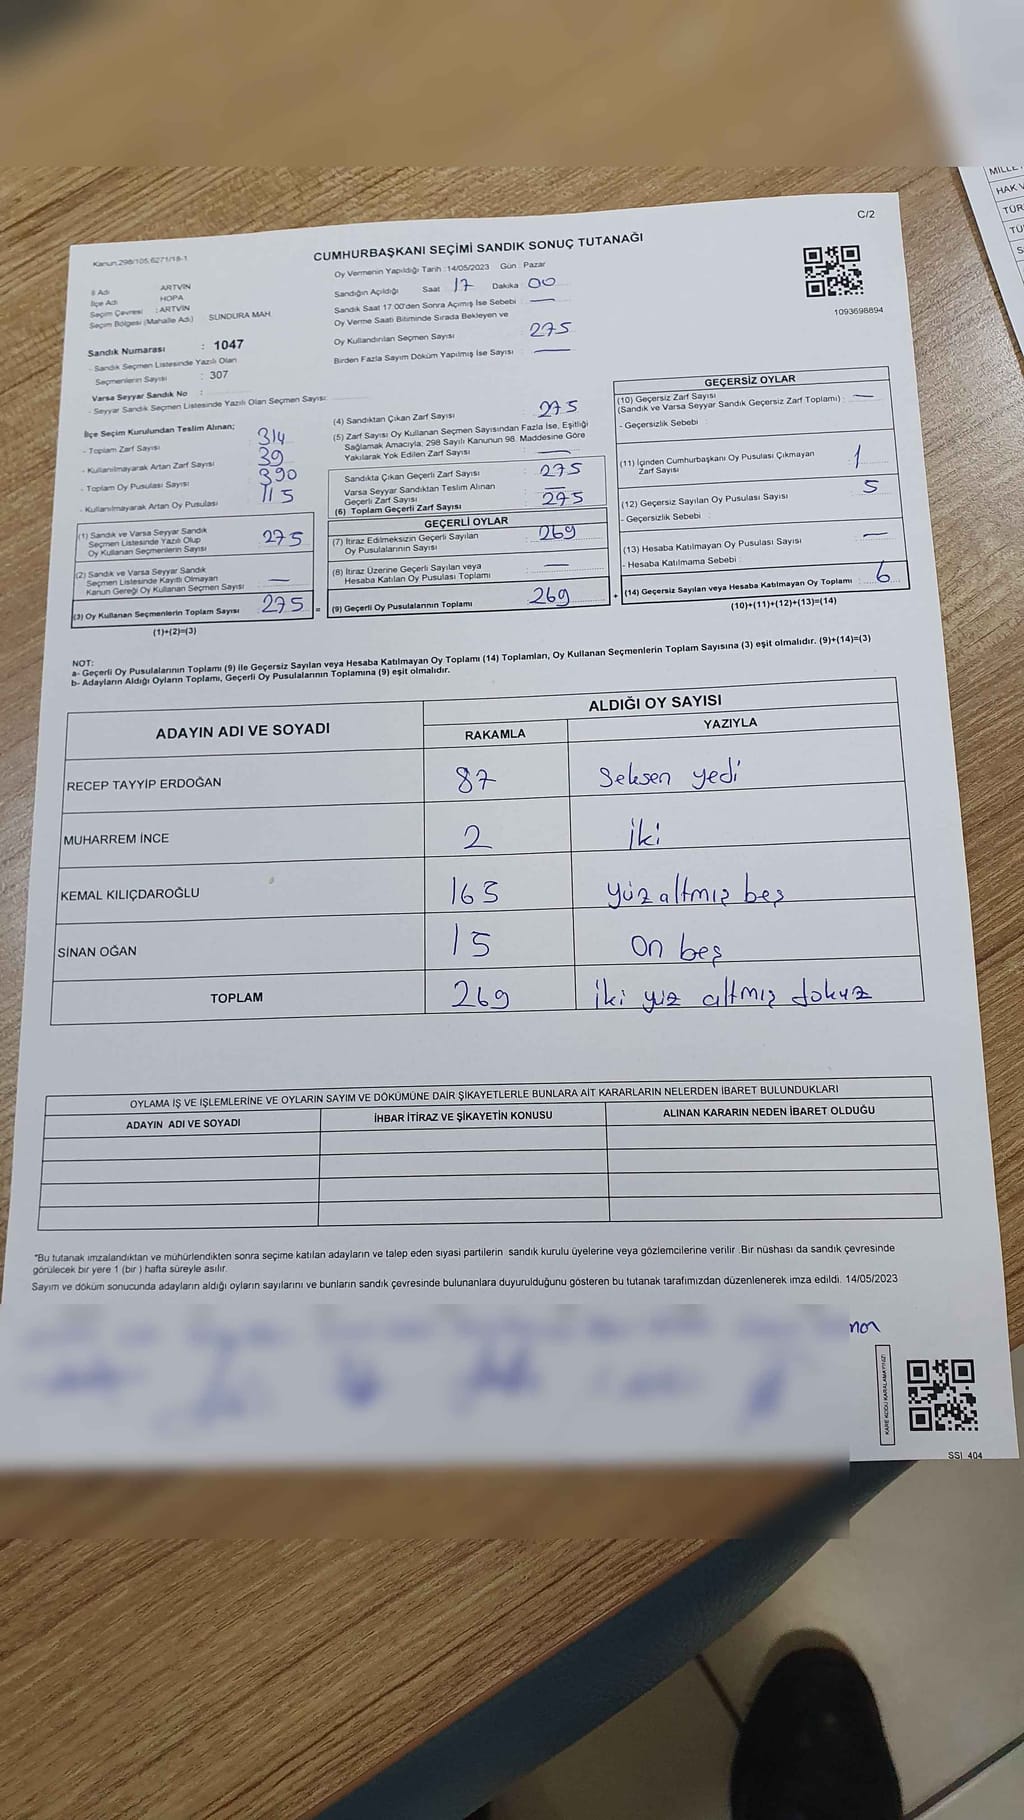 C/2
MILLE
HAK V
TÜR
TÜ
S
Kanun.298/105,6271/18-1
CUMHURBAŞKANI SEÇİMİ SANDIK SONUÇ TUTANAĞI
1093698894
İl Adı ARTVİN
İlçe Adı HOPA
Seçim Çevresi : ARTVİN
Seçim Bölgesi (Mahalle Adı) SUNDURA MAH.
Sandık Numarası : 1047
- Sandık Seçmen Listesinde Yazılı Olan
Seçmenlerin Sayısı : 307
Varsa Seyyar Sandık No :
- Seyyar Sandık Seçmen Listesinde Yazılı Olan Seçmen Sayısı:
Oy Vermenin Yapıldığı Tarih :14/05/2023 Gün : Pazar
Sandığın Açıldığı Saat 17 Dakika 00
Sandık Saat 17:00'den Sonra Açılmış İse Sebebi : —
Oy Verme Saati Bitiminde Sırada Bekleyen ve
Oy Kullandırılan Seçmen Sayısı : 275
Birden Fazla Sayım Döküm Yapılmış İse Sayısı : —
İlçe Seçim Kurulundan Teslim Alınan;
- Toplam Zarf Sayısı 314
- Kullanılmayarak Artan Zarf Sayısı 39
- Toplam Oy Pusulası Sayısı 390
- Kullanılmayarak Artan Oy Pusulası 115
(1) Sandık ve Varsa Seyyar Sandık
Seçmen Listesinde Yazılı Olup
Oy Kullanan Seçmenlerin Sayısı 275
(2) Sandık ve Varsa Seyyar Sandık
Seçmen Listesinde Kayıtlı Olmayan
Kanun Gereği Oy Kullanan Seçmen Sayısı —
(3) Oy Kullanan Seçmenlerin Toplam Sayısı 275 =
(1)+(2)=(3)
(4) Sandıktan Çıkan Zarf Sayısı : 275
(5) Zarf Sayısı Oy Kullanan Seçmen Sayısından Fazla İse, Eşitliği
Sağlamak Amacıyla; 298 Sayılı Kanunun 98. Maddesine Göre
Yakılarak Yok Edilen Zarf Sayısı : —
Sandıkta Çıkan Geçerli Zarf Sayısı : 275
Varsa Seyyar Sandıktan Teslim Alınan
Geçerli Zarf Sayısı : —
(6) Toplam Geçerli Zarf Sayısı : 275
GEÇERLİ OYLAR
(7) İtiraz Edilmeksizin Geçerli Sayılan
Oy Pusulalarının Sayısı : 269
(8) İtiraz Üzerine Geçerli Sayılan veya
Hesaba Katılan Oy Pusulası Toplamı : —
(9) Geçerli Oy Pusulalarının Toplamı : 269 +
GEÇERSİZ OYLAR
(10) Geçersiz Zarf Sayısı
(Sandık ve Varsa Seyyar Sandık Geçersiz Zarf Toplamı) : —
- Geçersizlik Sebebi :
(11) İçinden Cumhurbaşkanı Oy Pusulası Çıkmayan
Zarf Sayısı : 1
(12) Geçersiz Sayılan Oy Pusulası Sayısı : 5
- Geçersizlik Sebebi :
(13) Hesaba Katılmayan Oy Pusulası Sayısı : —
- Hesaba Katılmama Sebebi :
(14) Geçersiz Sayılan veya Hesaba Katılmayan Oy Toplamı : 6
(10)+(11)+(12)+(13)=(14)
NOT:
a- Geçerli Oy Pusulalarının Toplamı (9) ile Geçersiz Sayılan veya Hesaba Katılmayan Oy Toplamı (14) Toplamları, Oy Kullanan Seçmenlerin Toplam Sayısına (3) eşit olmalıdır. (9)+(14)=(3)
b- Adayların Aldığı Oyların Toplamı, Geçerli Oy Pusulalarının Toplamına (9) eşit olmalıdır.
ADAYIN ADI VE SOYADI ALDIĞI OY SAYISI
RAKAMLA YAZIYLA
RECEP TAYYİP ERDOĞAN 87 Seksen yedi
MUHARREM İNCE 2 iki
KEMAL KILIÇDAROĞLU 165 yüz altmış beş
SİNAN OĞAN 15 On beş
TOPLAM 269 iki yüz altmış dokuz
OYLAMA İŞ VE İŞLEMLERİNE VE OYLARIN SAYIM VE DÖKÜMÜNE DAİR ŞİKAYETLERLE BUNLARA AİT KARARLARIN NELERDEN İBARET BULUNDUKLARI
ADAYIN ADI VE SOYADI İHBAR İTİRAZ VE ŞİKAYETİN KONUSU ALINAN KARARIN NEDEN İBARET OLDUĞU
*Bu tutanak imzalandıktan ve mühürlendikten sonra seçime katılan adayların ve talep eden siyasi partilerin sandık kurulu üyelerine veya gözlemcilerine verilir .Bir nüshası da sandık çevresinde
görülecek bir yere 1 (bir ) hafta süreyle asılır.
Sayım ve döküm sonucunda adayların aldığı oyların sayılarını ve bunların sandık çevresinde bulunanlara duyurulduğunu gösteren bu tutanak tarafımızdan düzenlenerek imza edildi. 14/05/2023
KARE KODU KARALAMAYINIZ!
SSİ 404